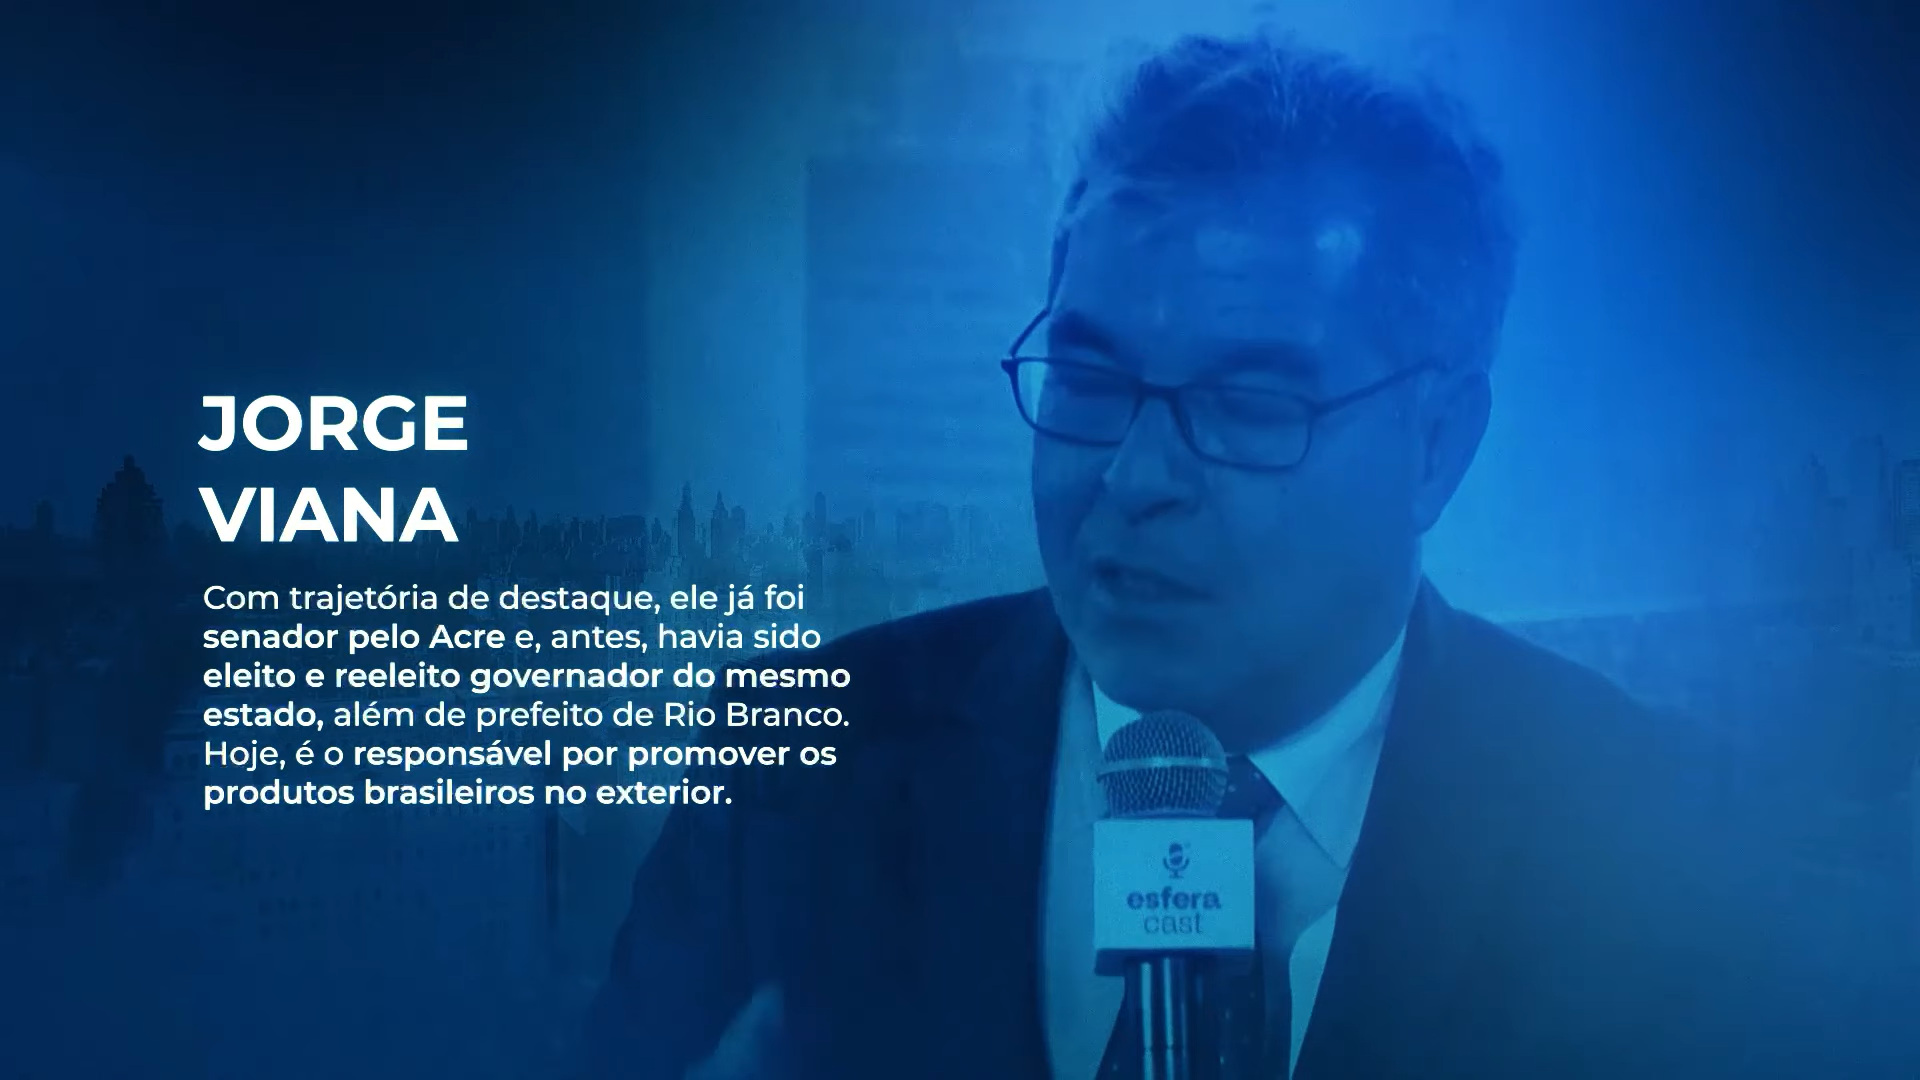 JORGE
VIANA
Com trajetória de destaque, ele já foi
senador pelo Acre e, antes, havia sido
eleito e reeleito governador do mesmo
estado, além de prefeito de Rio Branco.
Hoje, é o responsável por promover os
produtos brasileiros no exterior.
esfera
cast